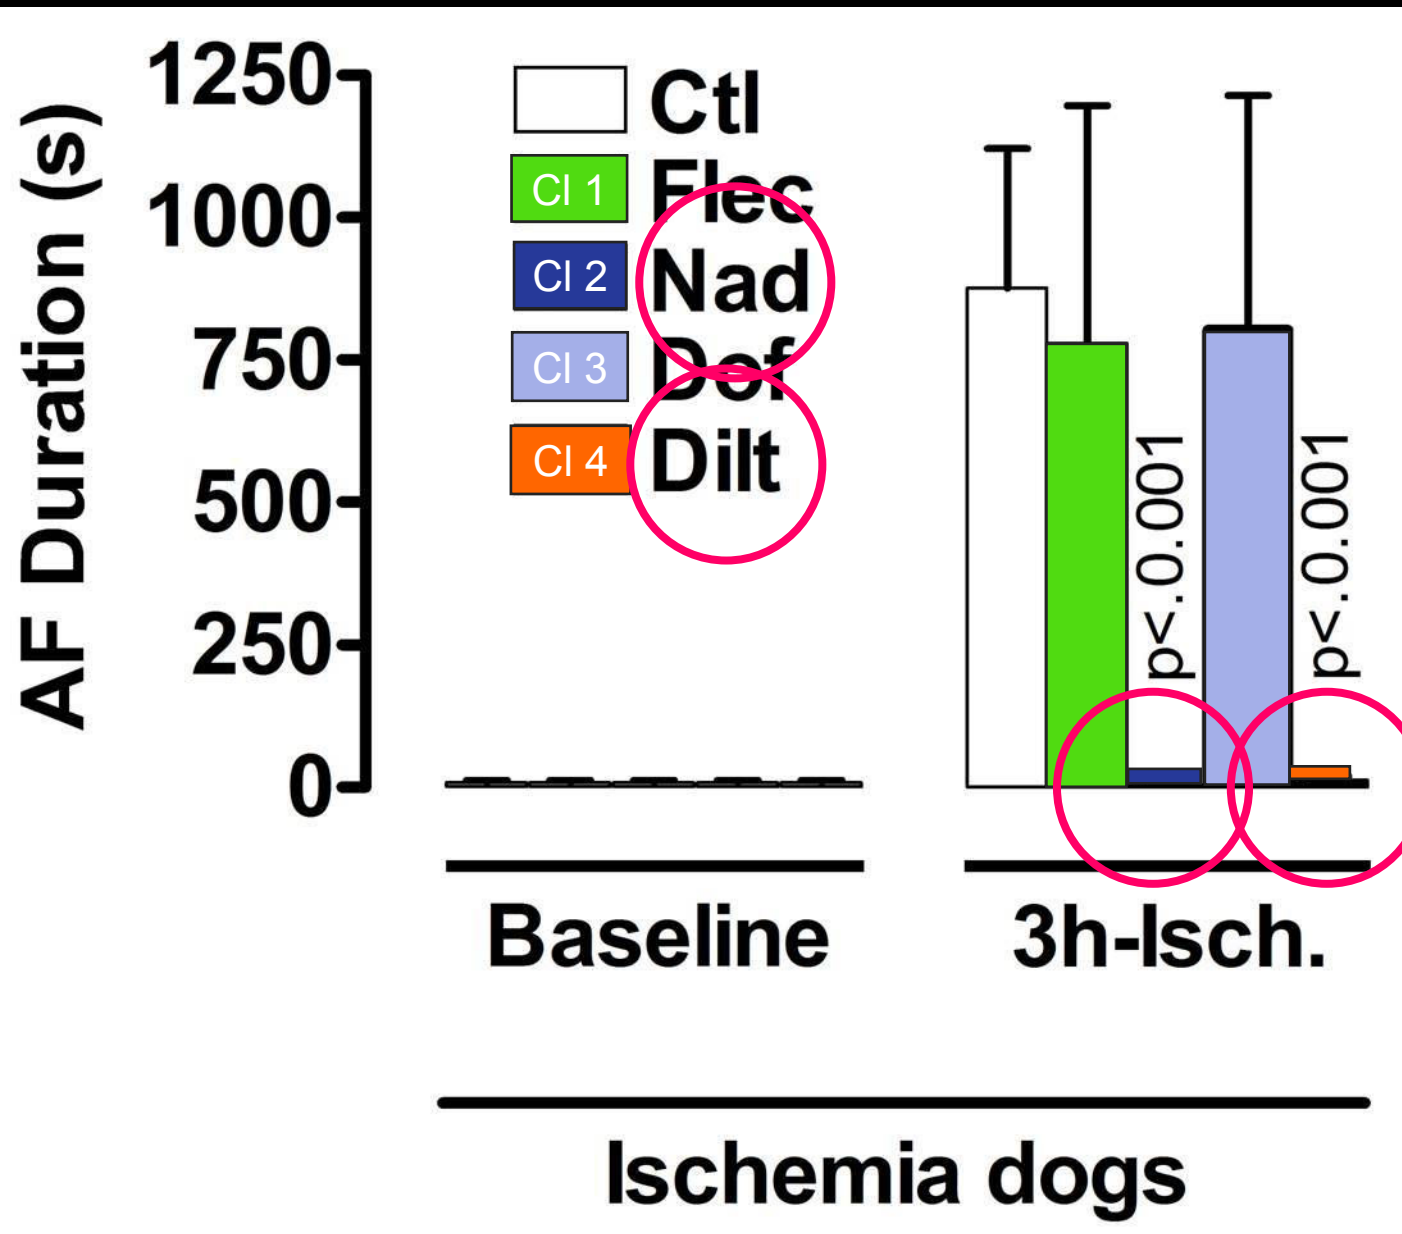 AF Duration (s)
1250
1000
750
500
250
0
Ctl
Cl 1 Flec
Cl 2 Nad
Cl 3 Dof
Cl 4 Dilt
p<.0.001
p<.0.001
Baseline
3h-Isch.
Ischemia dogs